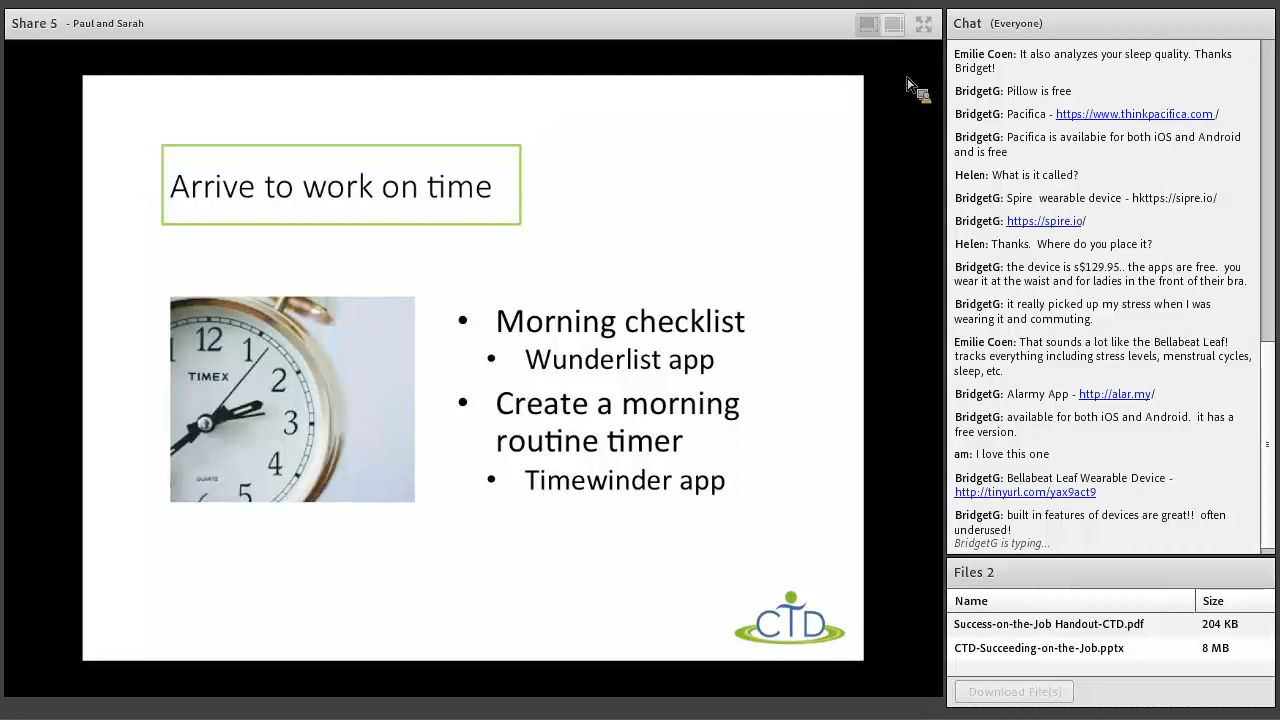 Share 5 - Paul and Sarah
Arrive to work on time
12
1
TIMEX
2
3
4
QUARTZ
5
6
• Morning checklist
• Wunderlist app
• Create a morning
routine timer
• Timewinder app
CTD
Chat (Everyone)
Emilie Coen: It also analyzes your sleep quality. Thanks
Bridget!
BridgetG: Pillow is free
BridgetG: Pacifica - https://www.thinkpacifica.com /
BridgetG: Pacifica is available for both iOS and Android
and is free
Helen: What is it called?
BridgetG: Spire wearable device - hkttps://sipre.io/
BridgetG: https://spire.io/
Helen: Thanks. Where do you place it?
BridgetG: the device is s$129.95.. the apps are free. you
wear it at the waist and for ladies in the front of their bra.
BridgetG: it really picked up my stress when I was
wearing it and commuting.
Emilie Coen: That sounds a lot like the Bellabeat Leaf!
tracks everything including stress levels, menstrual cycles,
sleep, etc.
BridgetG: Alarmy App - http://alar.my/
BridgetG: available for both iOS and Android. it has a
free version.
am: I love this one
BridgetG: Bellabeat Leaf Wearable Device -
http://tinyurl.com/yax9act9
BridgetG: built in features of devices are great!! often
underused!
BridgetG is typing...
Files 2
Name Size
Success-on-the-Job Handout-CTD.pdf 204 KB
CTD-Succeeding-on-the-Job.pptx 8 MB
Download File(s)